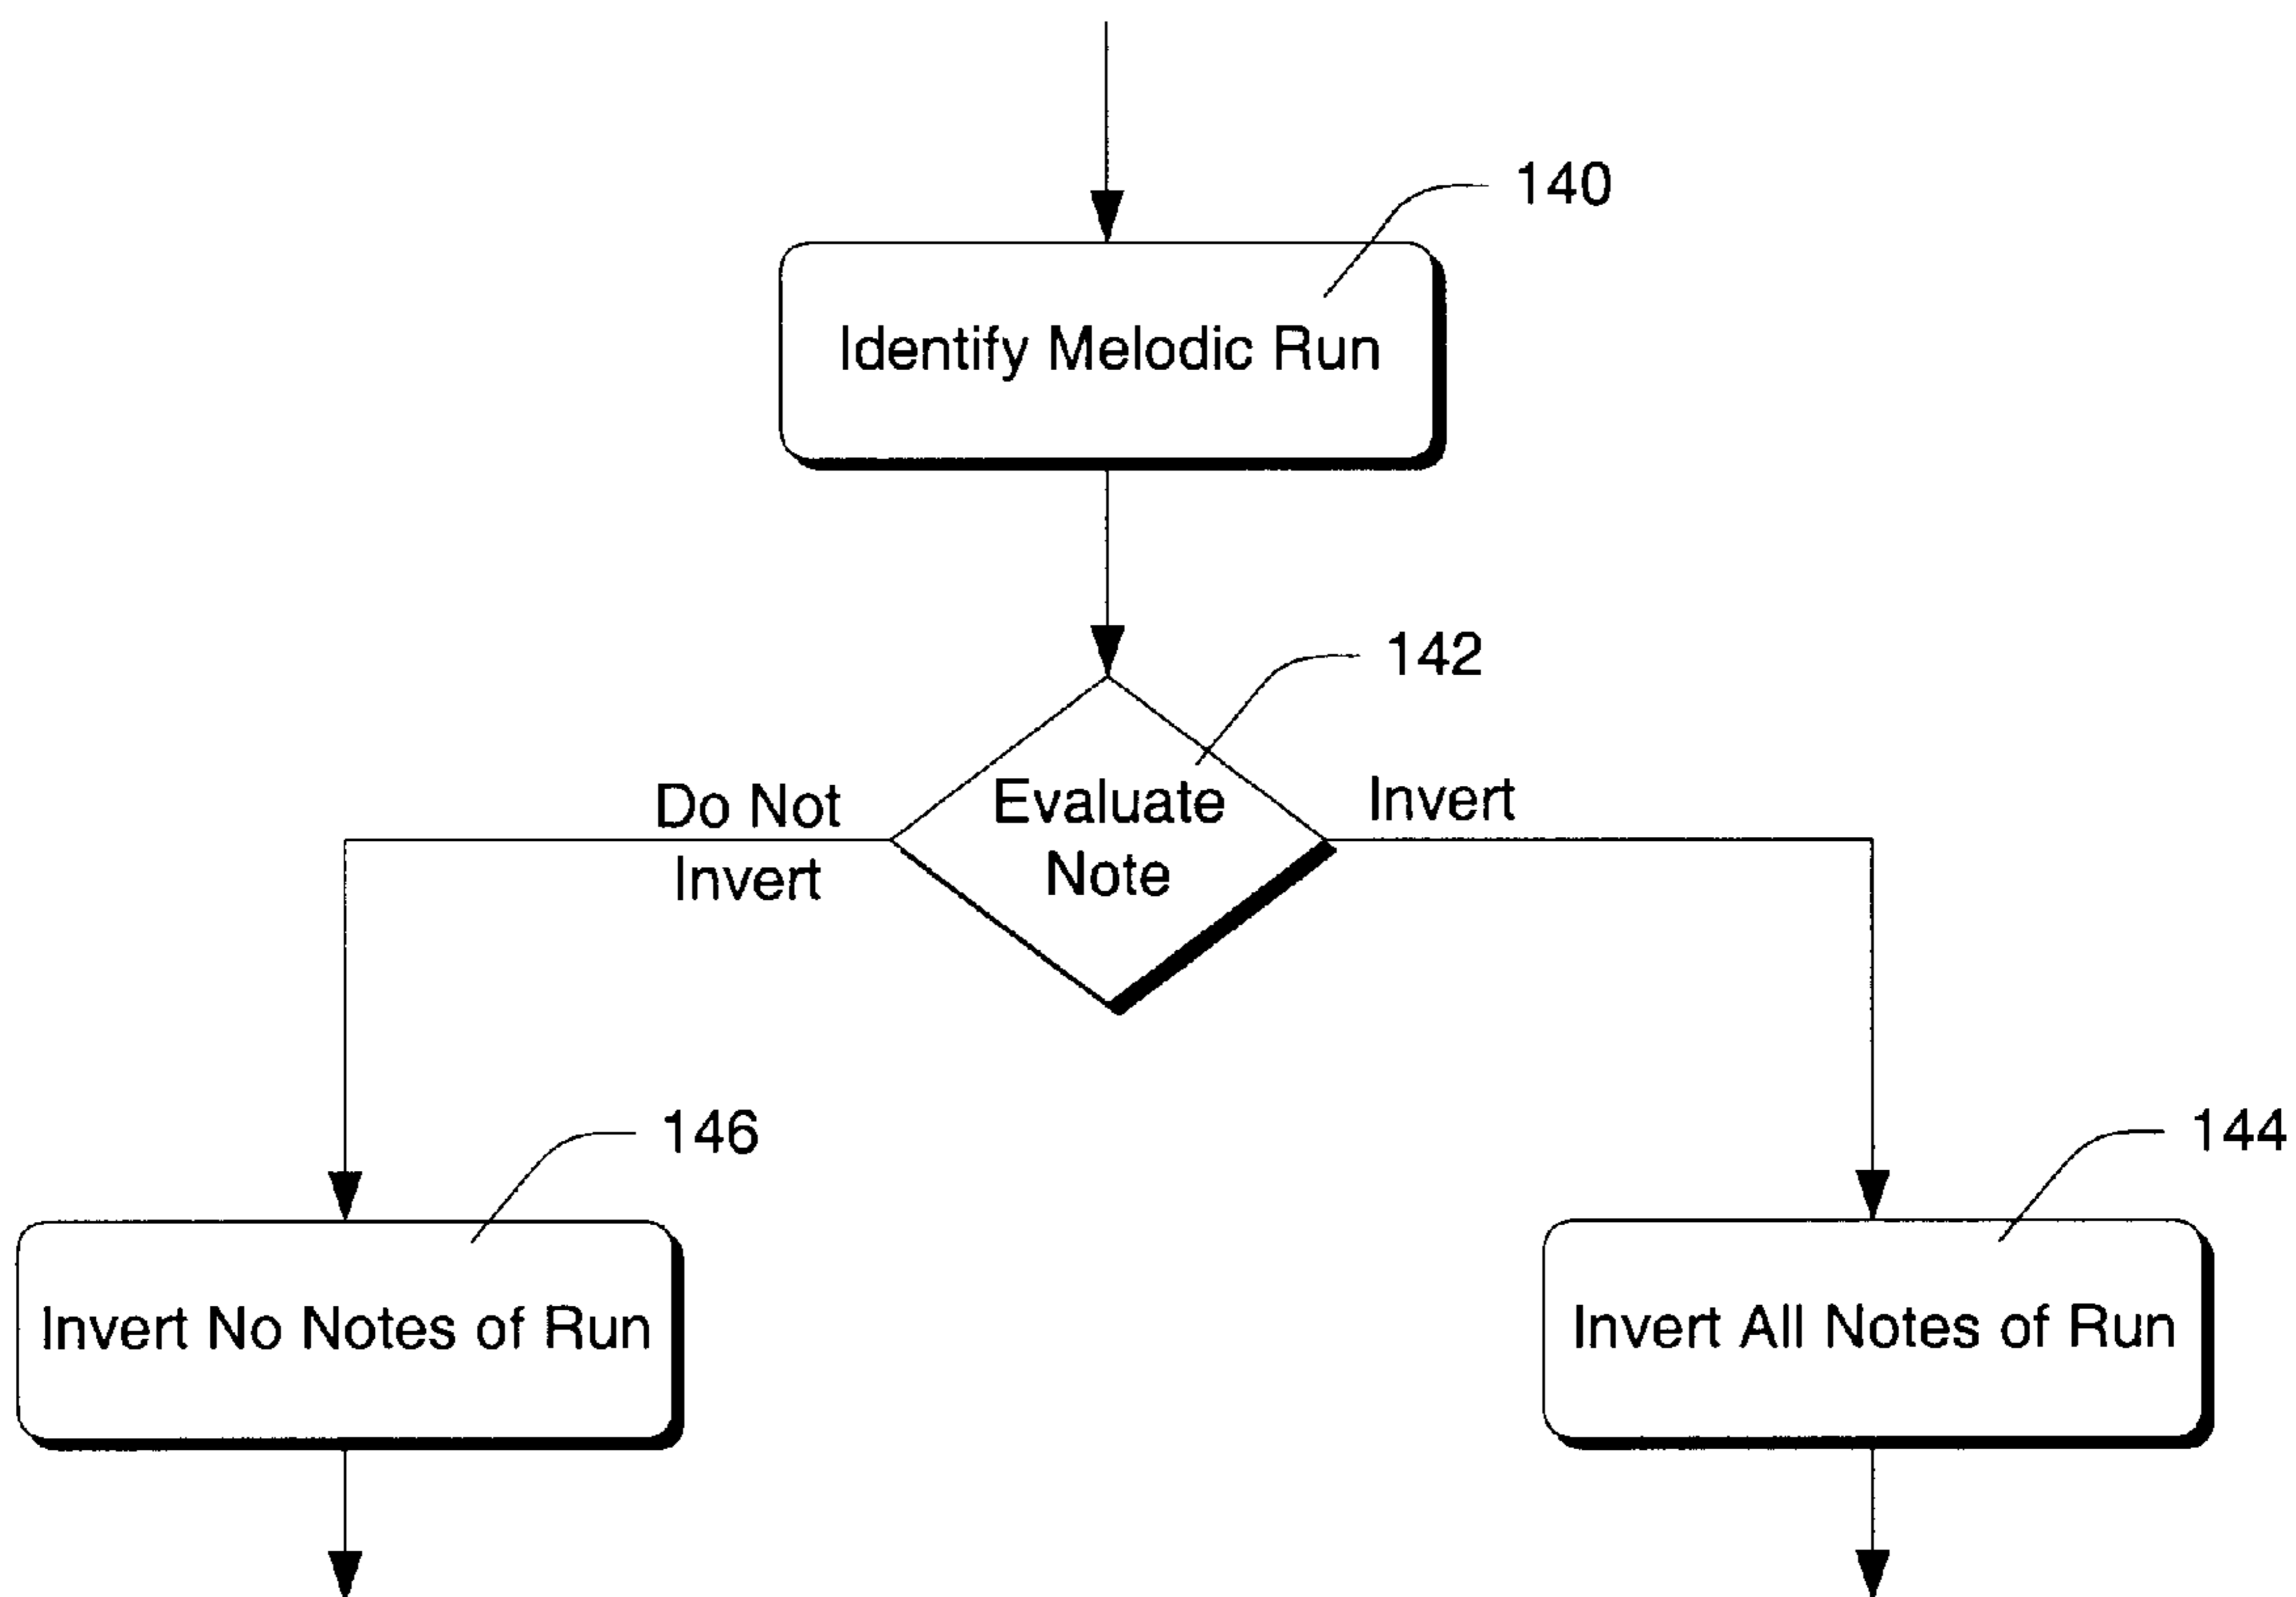 140
Identify Melodic Run
142
Evaluate
Note
Do Not
Invert
Invert
146
144
Invert No Notes of Run
Invert All Notes of Run